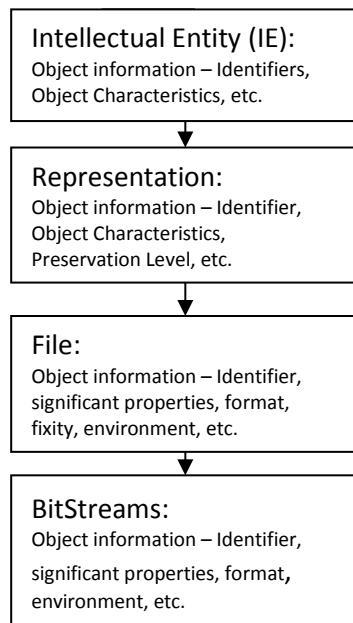 Intellectual Entity (IE):
Object information – Identifiers,
Object Characteristics, etc.
Representation:
Object information – Identifier,
Object Characteristics,
Preservation Level, etc.
File:
Object information – Identifier,
significant properties, format,
fixity, environment, etc.
BitStreams:
Object information – Identifier,
significant properties, format,
environment, etc.